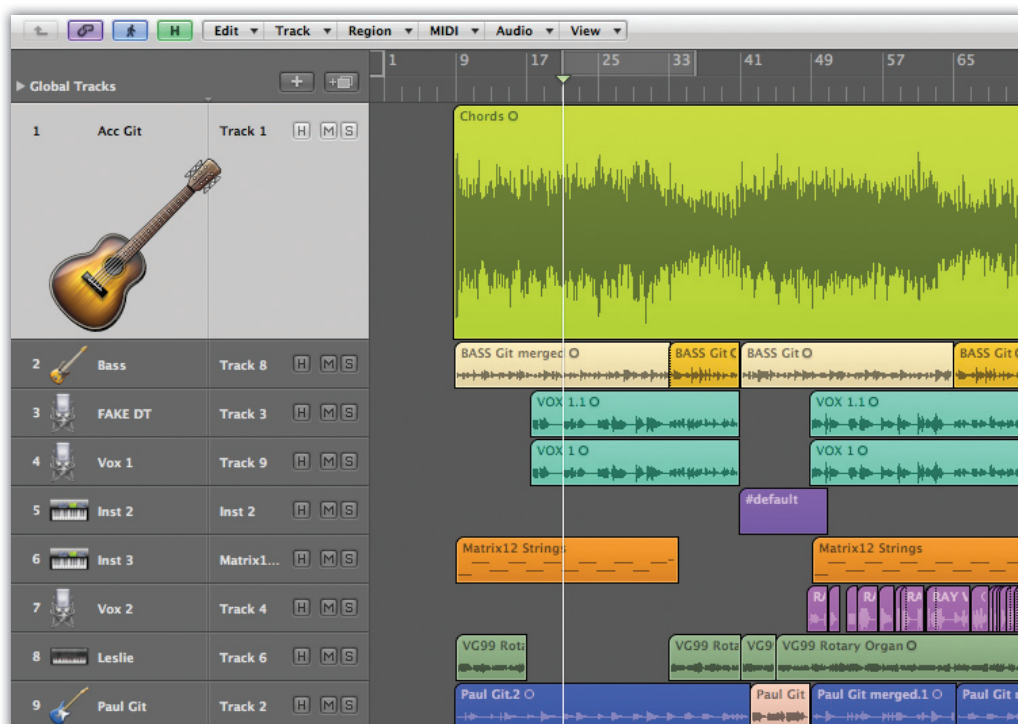 H Edit Track Region MIDI Audio View
1 9 17 25 33 41 49 57 65
Global Tracks
1 Acc Git Track 1 H M S
Chords
2 Bass Track 8 H M S
BASS Git merged BASS Git BASS Git BASS Git
3 FAKE DT Track 3 H M S
VOX 1.1 VOX 1.1
4 Vox 1 Track 9 H M S
VOX 1 VOX 1
5 Inst 2 Inst 2 H M S
#default
6 Inst 3 Matrix1... H M S
Matrix12 Strings Matrix12 Strings
7 Vox 2 Track 4 H M S
RA RA RA RAY V
8 Leslie Track 6 H M S
VG99 Rota VG99 Rota VG9 VG99 Rotary Organ
9 Paul Git Track 2 H M S
Paul Git.2 Paul Git Paul Git merged.1 Paul Git